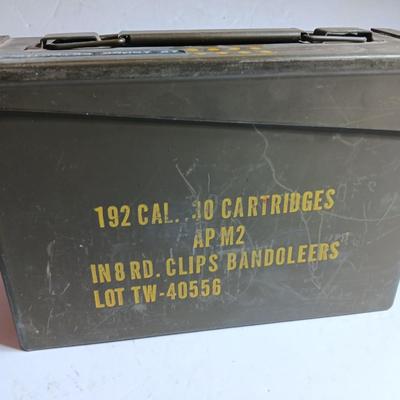 192 CAL. .30 CARTRIDGES
AP M2
IN 8 RD. CLIPS BANDOLEERS
LOT TW-40556